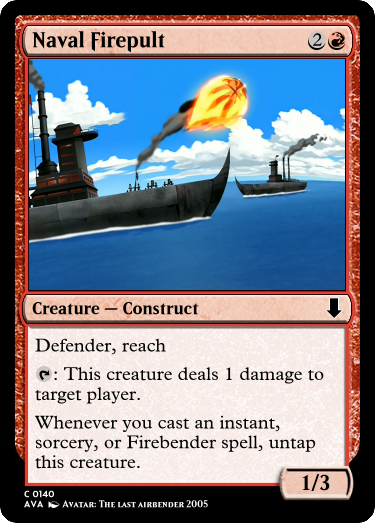 Naval Firepult 2
Creature — Construct
Defender, reach
: This creature deals 1 damage to
target player.
Whenever you cast an instant,
sorcery, or Firebender spell, untap
this creature.
1/3
C 0140
AVA Avatar: The last airbender 2005